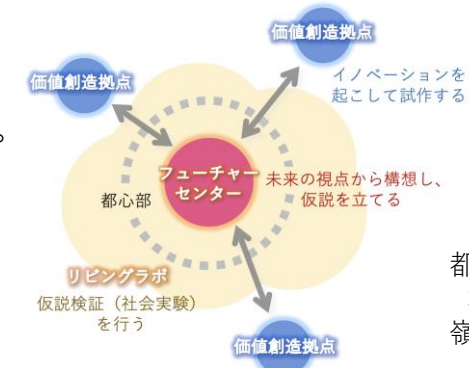 価値創造拠点
価値創造拠点
イノベーションを
起こして試作する
。
フューチャー
センター
未来の視点から構想し、
仮説を立てる
都心部
リビングラボ
仮説検証（社会実験）
を行う
価値創造拠点
都
嶺